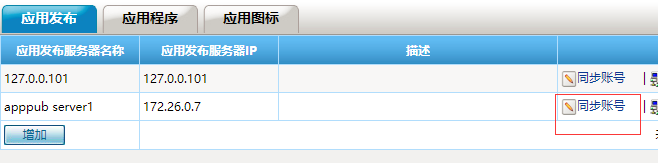 应用发布 应用程序 应用图标
应用发布服务器名称 应用发布服务器IP 描述
127.0.0.101 127.0.0.101 同步账号
apppub server1 172.26.0.7 同步账号
增加